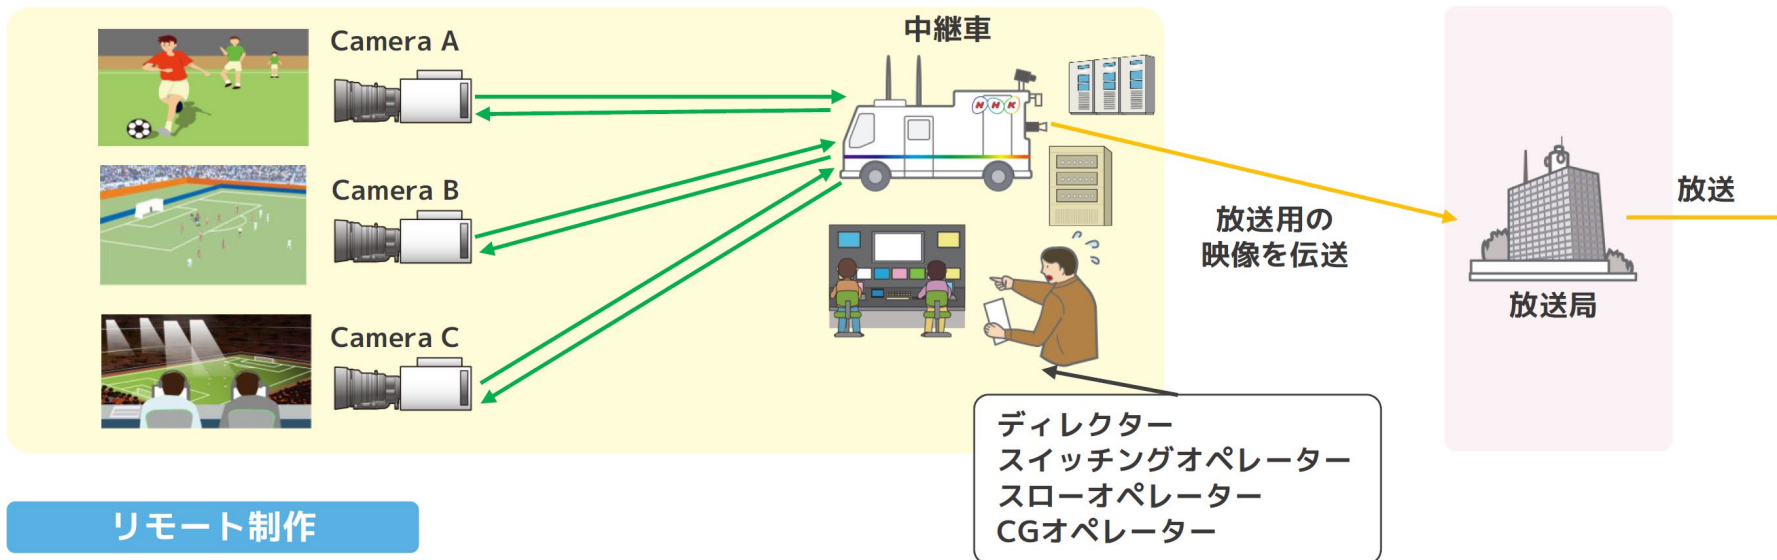 Camera A
Camera B
Camera C
中継車
NHK
放送用の
映像を伝送
放送局
放送
ディレクター
スイッチングオペレーター
スローオペレーター
CGオペレーター
リモート制作